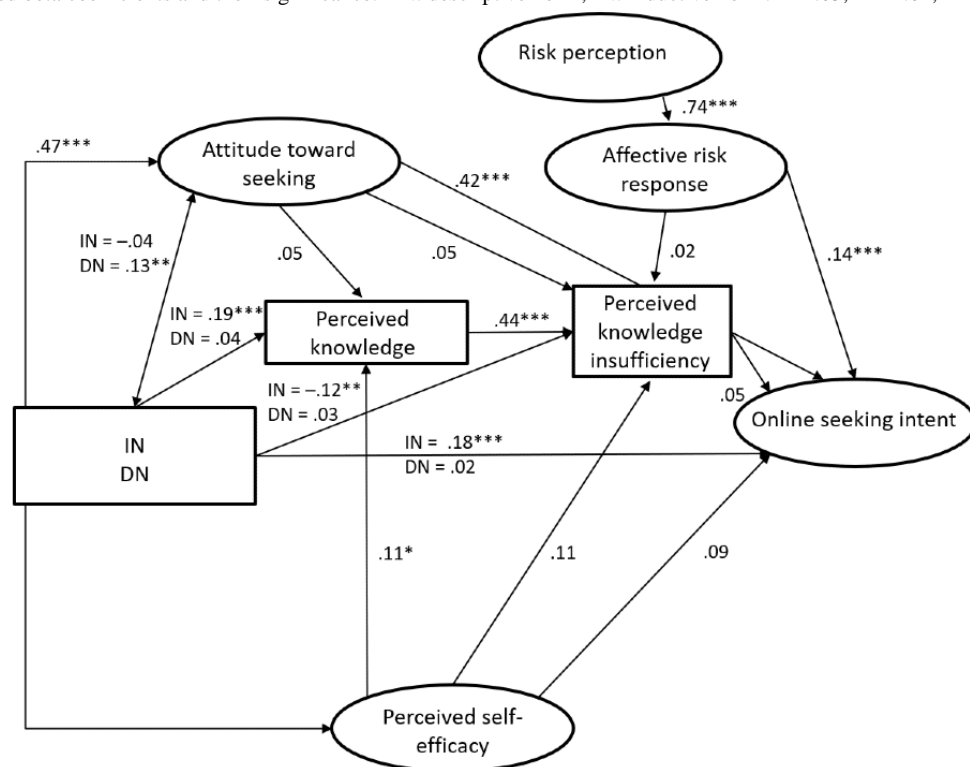 Risk perception
.74***
.47***
Attitude toward
seeking
Affective risk
response
.42***
IN = –.04
DN = .13**
.05
.05
.02
.14***
IN = .19***
DN = .04
Perceived
knowledge
.44***
Perceived
knowledge
insufficiency
IN = –.12**
DN = .03
.05
Online seeking intent
IN
DN
IN = .18***
DN = .02
.11*
.11
.09
Perceived self-
efficacy